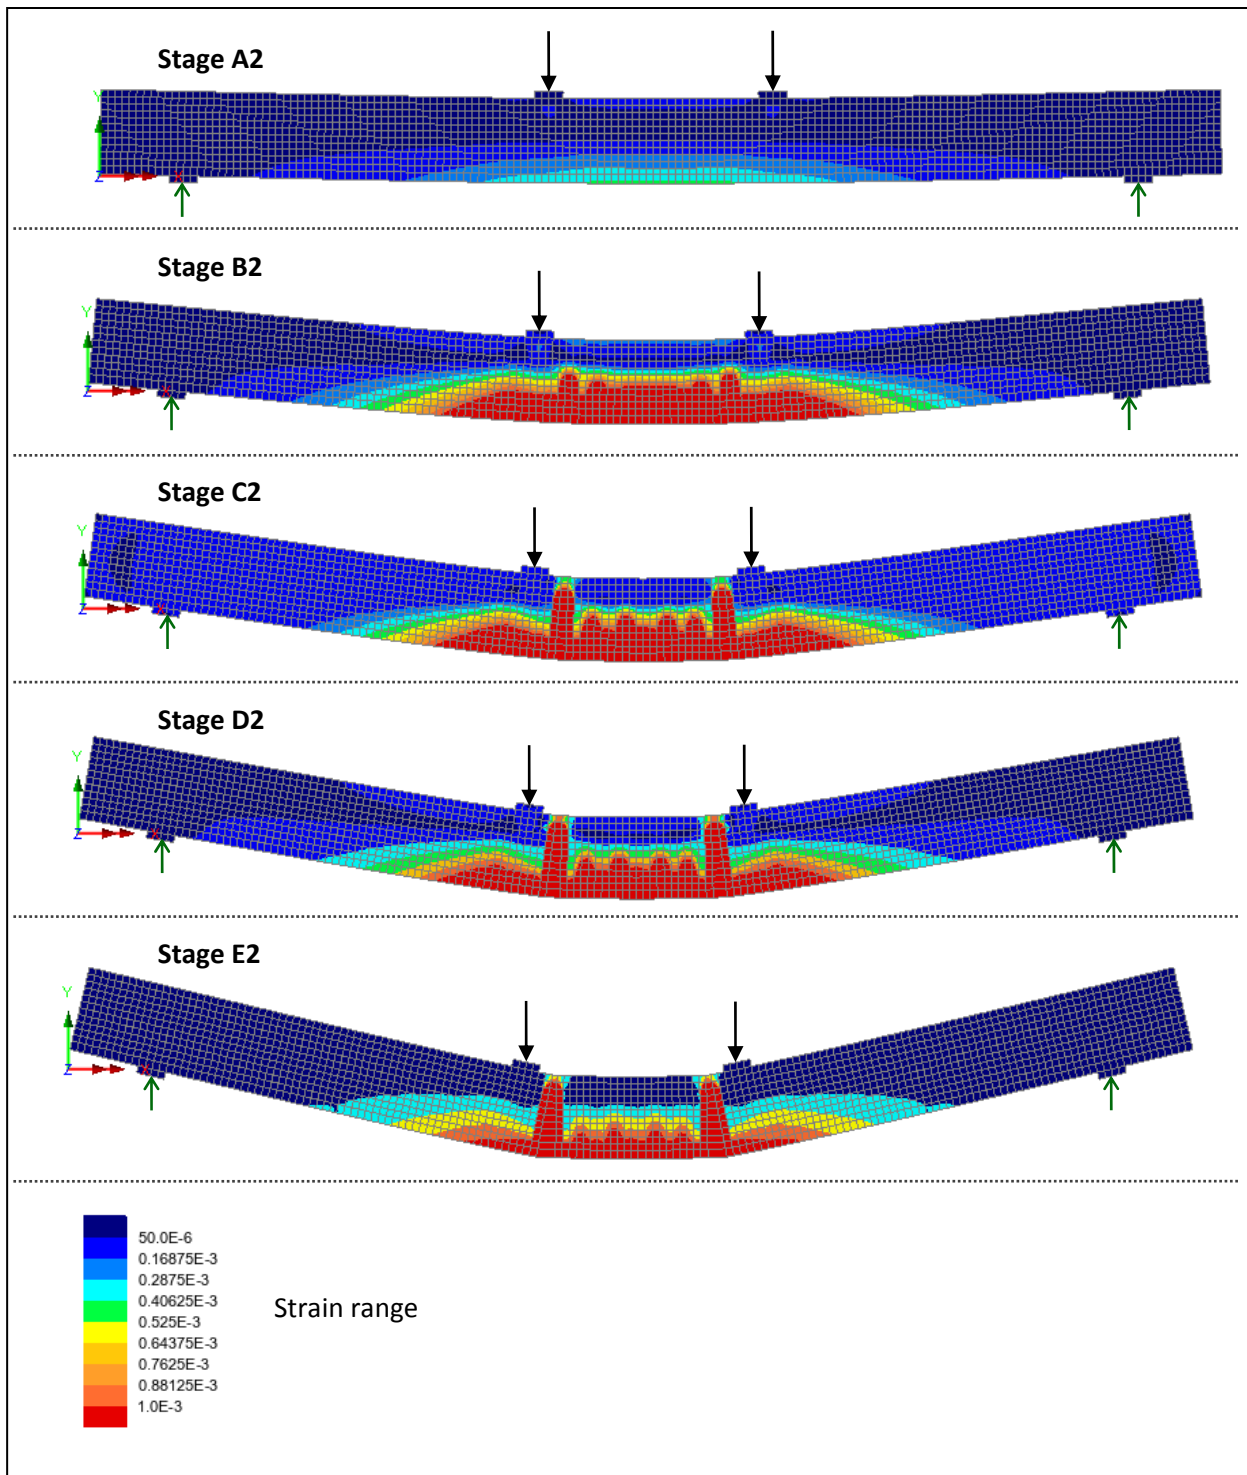 Stage A2
Y
Z
X
Stage B2
Y
Z
X
Stage C2
Y
Z
X
Stage D2
Y
Z
X
Stage E2
Y
Z
X
50.0E-6
0.16875E-3
0.2875E-3
0.40625E-3
0.525E-3
0.64375E-3
0.7625E-3
0.88125E-3
1.0E-3
Strain range